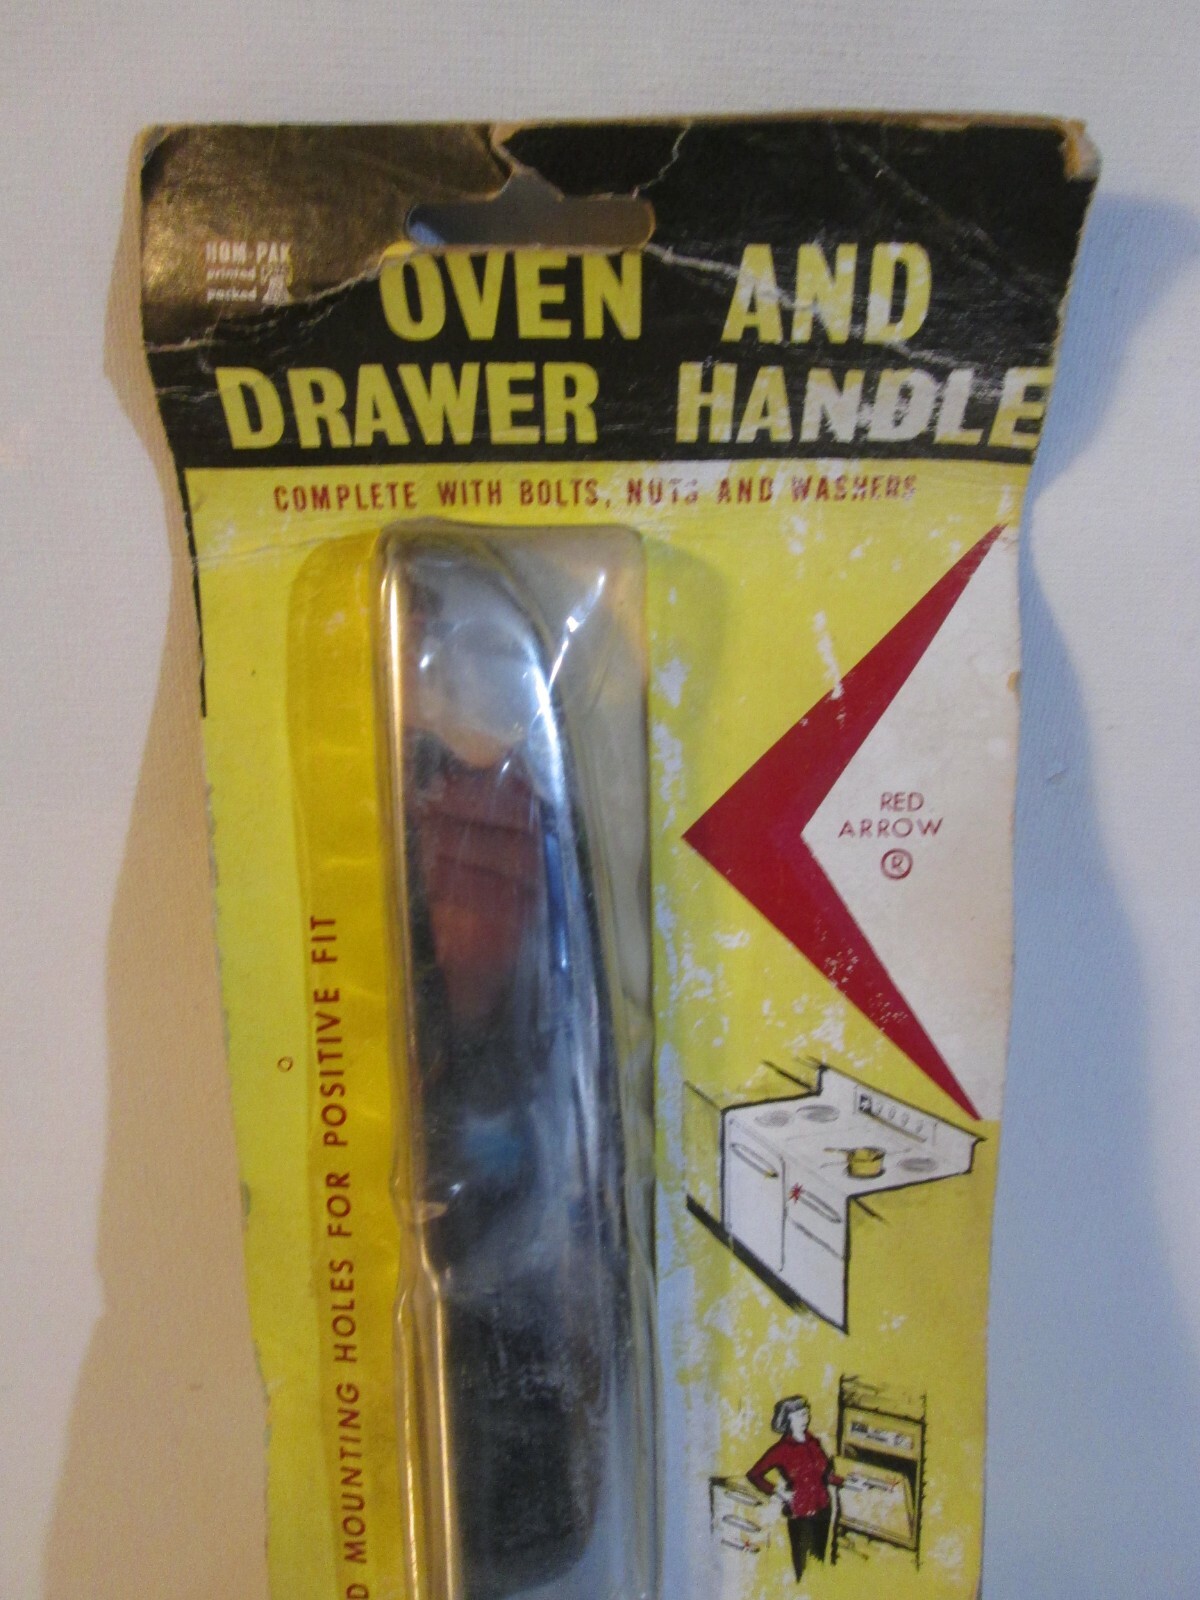 HOM-PAK
printed
packed
OVEN AND
DRAWER HANDLE
COMPLETE WITH BOLTS, NUTS AND WASHERS
RED
ARROW
®
MOUNTING HOLES FOR POSITIVE FIT